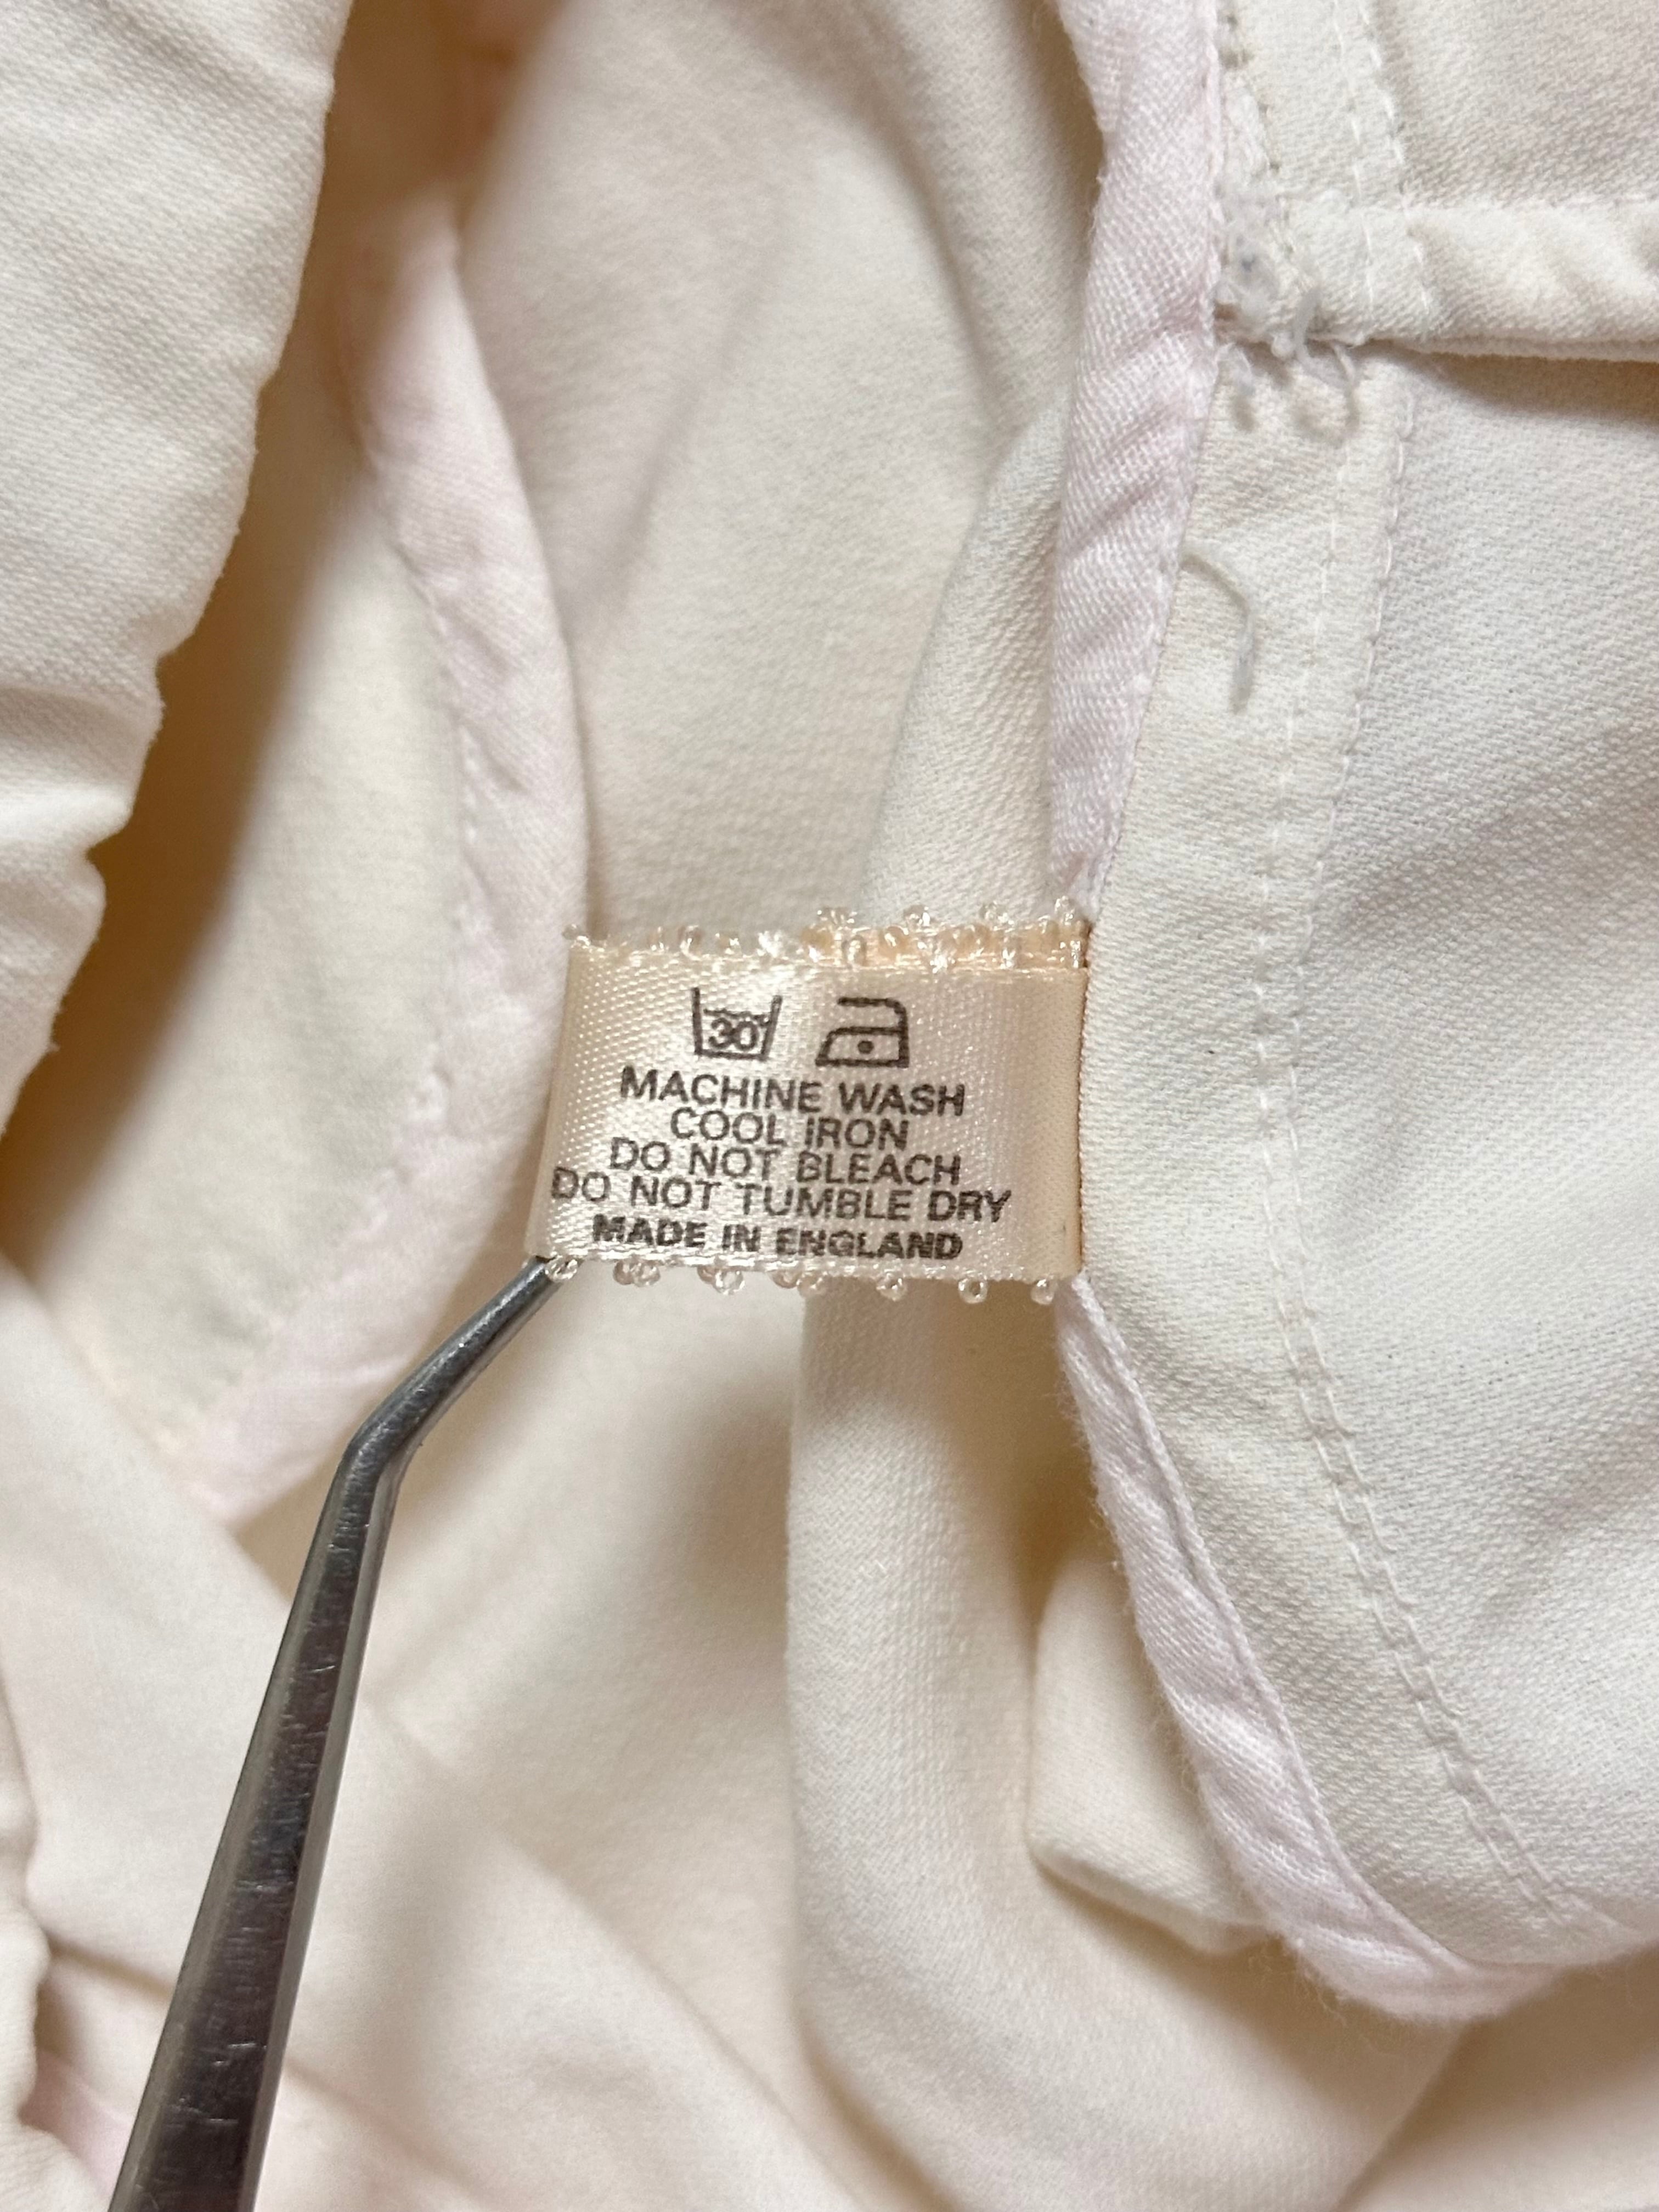 30
MACHINE WASH
COOL IRON
DO NOT BLEACH
DO NOT TUMBLE DRY
MADE IN ENGLAND